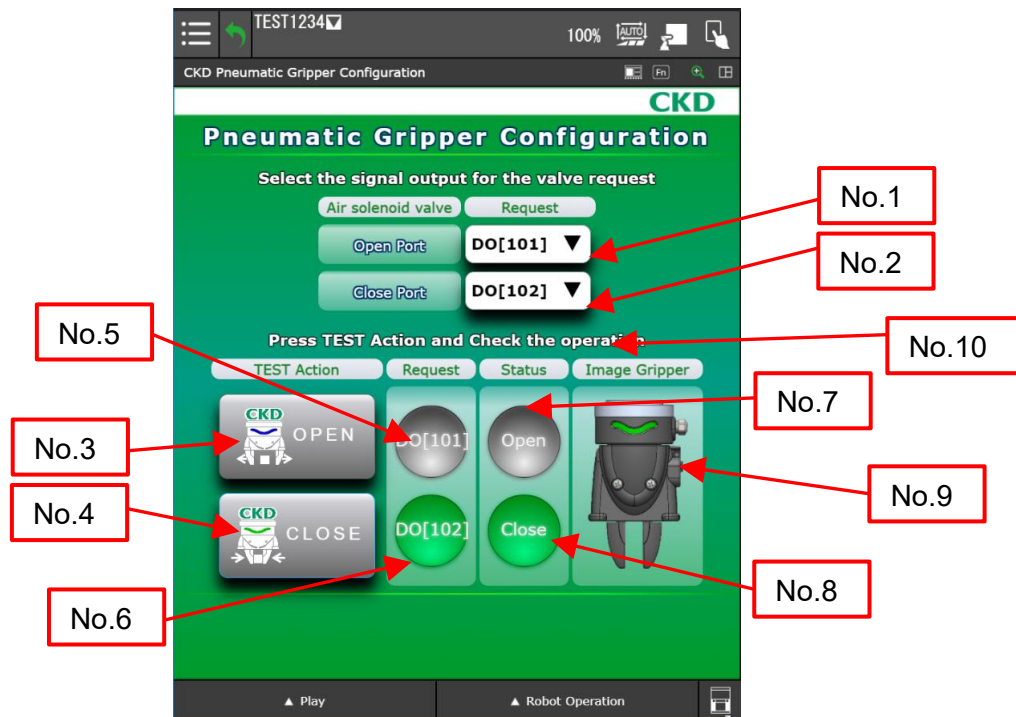 TEST1234
100% AUTO
CKD Pneumatic Gripper Configuration
Fn
CKD
Pneumatic Gripper Configuration
Select the signal output for the valve request
Air solenoid valve Request
No.1
Open Port DO[101] ▼
No.2
Close Port DO[102] ▼
No.5
Press TEST Action and Check the operation
No.10
TEST Action Request Status Image Gripper
No.7
CKD
OPEN
DO[101]
Open
No.3
No.9
No.4
CKD
CLOSE
DO[102]
Close
No.8
No.6
▲ Play ▲ Robot Operation